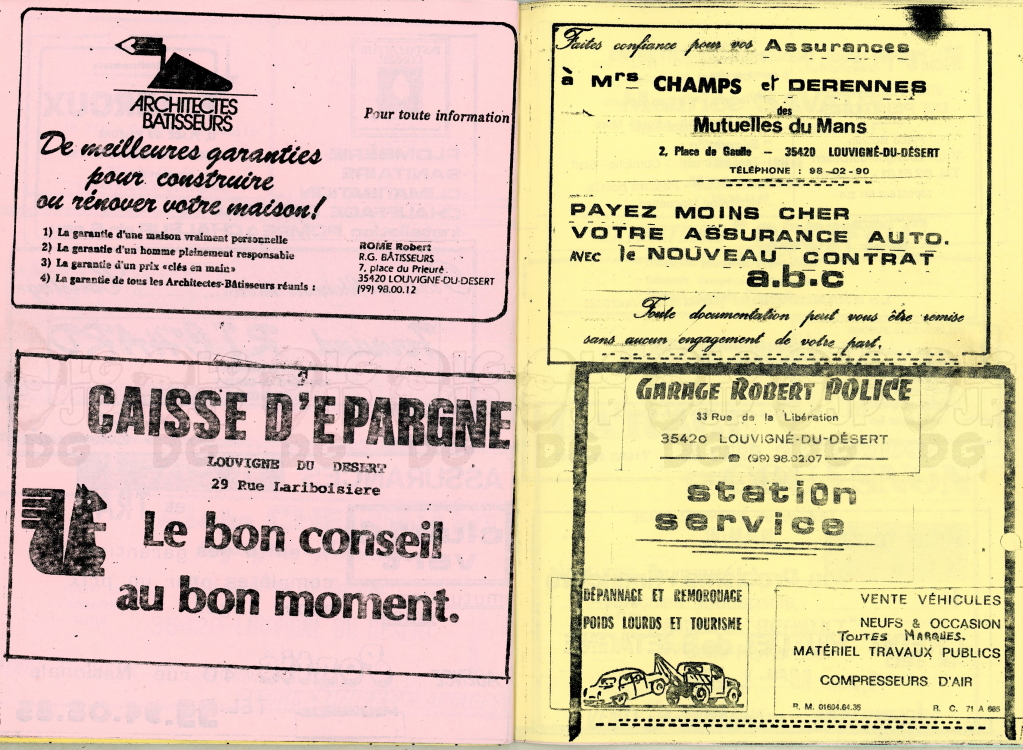 ARCHITECTES
BÂTISSEURS
Pour toute information
De meilleures garanties
pour construire
ou rénover votre maison!
1) La garantie d'une maison vraiment personnelle
2) La garantie d'un homme pleinement responsable
3) La garantie d'un prix «clés en main»
4) La garantie de tous les Architectes-Bâtisseurs réunis :
ROME Robert
R.G. BÂTISSEURS
7, place du Prieuré
35420 LOUVIGNE-DU-DESERT
(99) 98.00.12
CAISSE D'EPARGNE
LOUVIGNE DU DESERT
29 Rue Lariboisiere
Le bon conseil
au bon moment.
Faites confiance pour vos Assurances
à Mrs CHAMPS et DERENNES
des
Mutuelles du Mans
2, Place de Gaulle — 35420 LOUVIGNÉ-DU-DÉSERT
TÉLÉPHONE : 98-02-90
PAYEZ MOINS CHER
VOTRE ASSURANCE AUTO.
AVEC le NOUVEAU CONTRAT
a.b.c
Toute documentation peut vous être remise
sans aucun engagement de votre part.
GARAGE ROBERT POLICE
33 Rue de la Libération
35420 LOUVIGNÉ-DU-DÉSERT
☎ (99) 98.02.07
station
service
DÉPANNAGE ET REMORQUAGE
POIDS LOURDS ET TOURISME
VENTE VÉHICULES
NEUFS & OCCASION
TOUTES MARQUES.
MATÉRIEL TRAVAUX PUBLICS
COMPRESSEURS D'AIR
R. M. 01604.64.35 R. C. 71 A 685